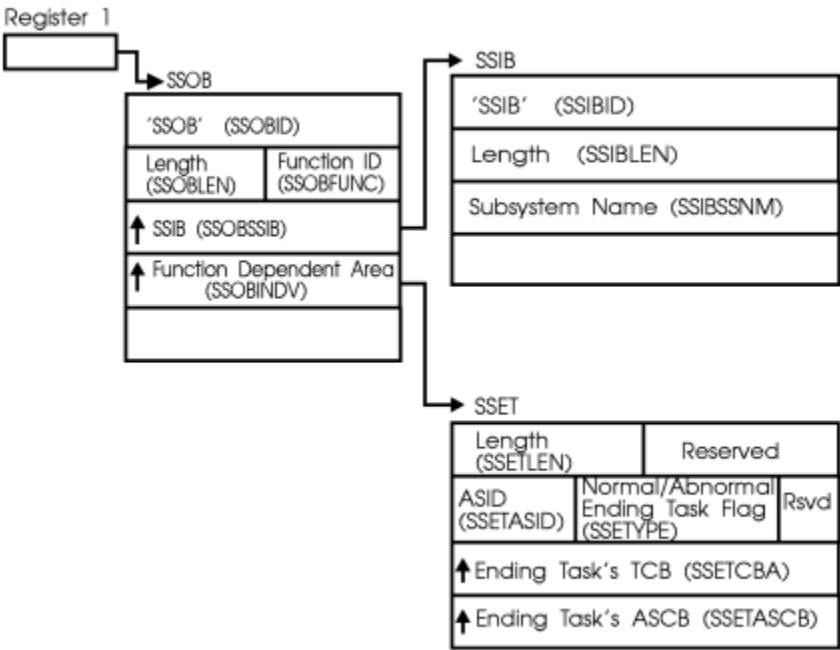 Register 1
SSOB
'SSOB' (SSOBID)
Length
(SSOBLEN)
Function ID
(SSOBFUNC)
SSIB (SSOBSSIB)
Function Dependent Area
(SSOBINDV)
SSIB
'SSIB' (SSIBID)
Length (SSIBLEN)
Subsystem Name (SSIBSSNM)
SSET
Length
(SSETLEN)
Reserved
ASID
(SSETASID)
Normal/Abnormal
Ending Task Flag
(SSETYPE)
Rsvd
Ending Task's TCB (SSETCBA)
Ending Task's ASCB (SSETASCB)